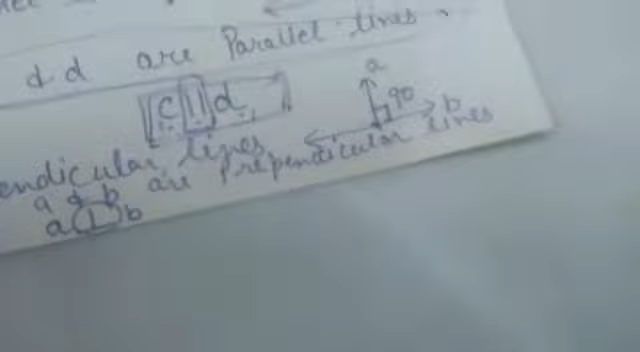 & d are Parallel lines.
c || d
a
90
b
endicular lines
a & b are prependicular lines
a ⊥ b